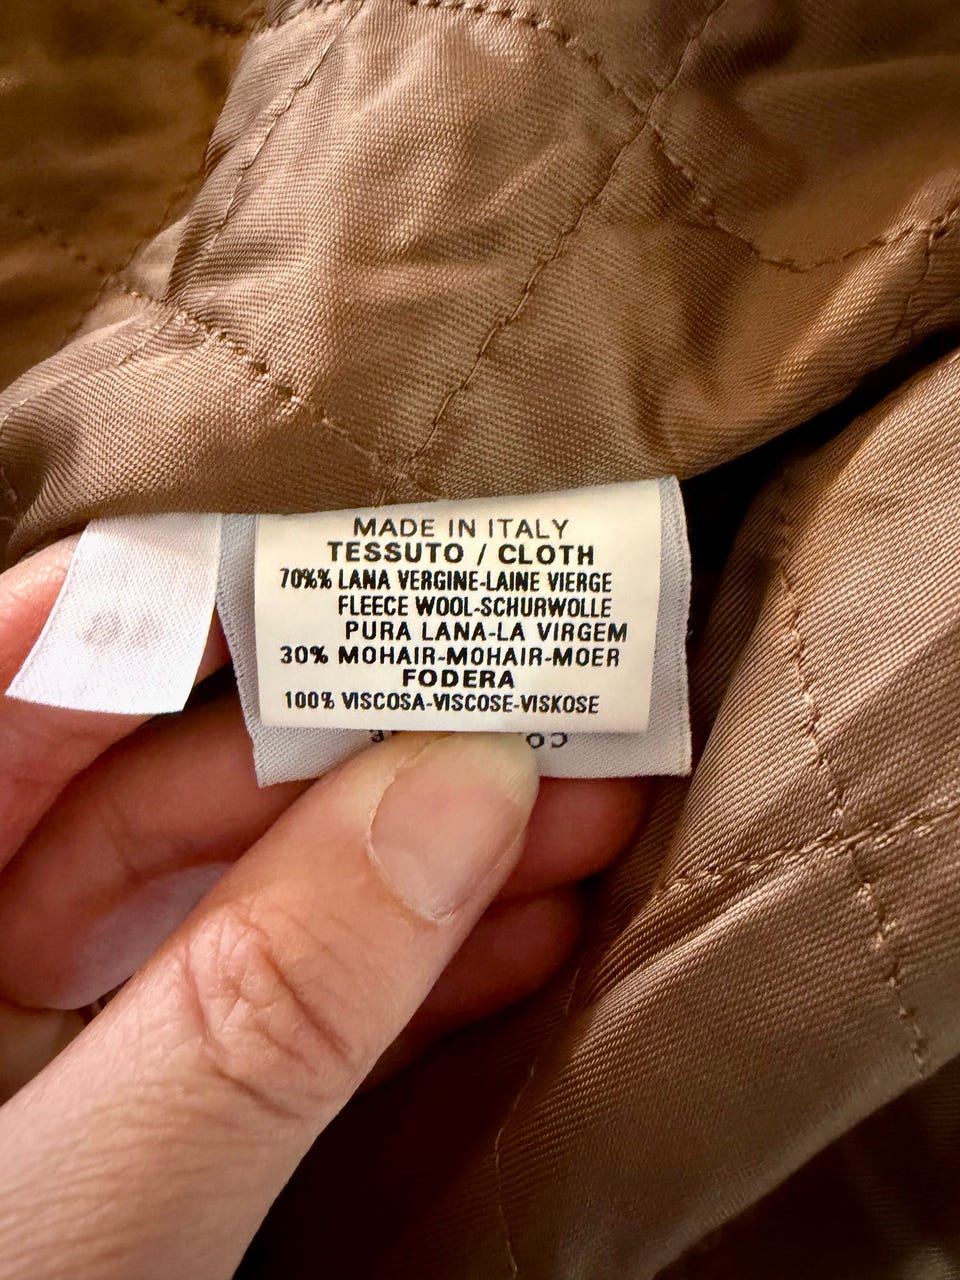 MADE IN ITALY
TESSUTO / CLOTH
70%% LANA VERGINE-LAINE VIERGE
FLEECE WOOL-SCHURWOLLE
PURA LANA-LA VIRGEM
30% MOHAIR-MOHAIR-MOER
FODERA
100% VISCOSA-VISCOSE-VISKOSE